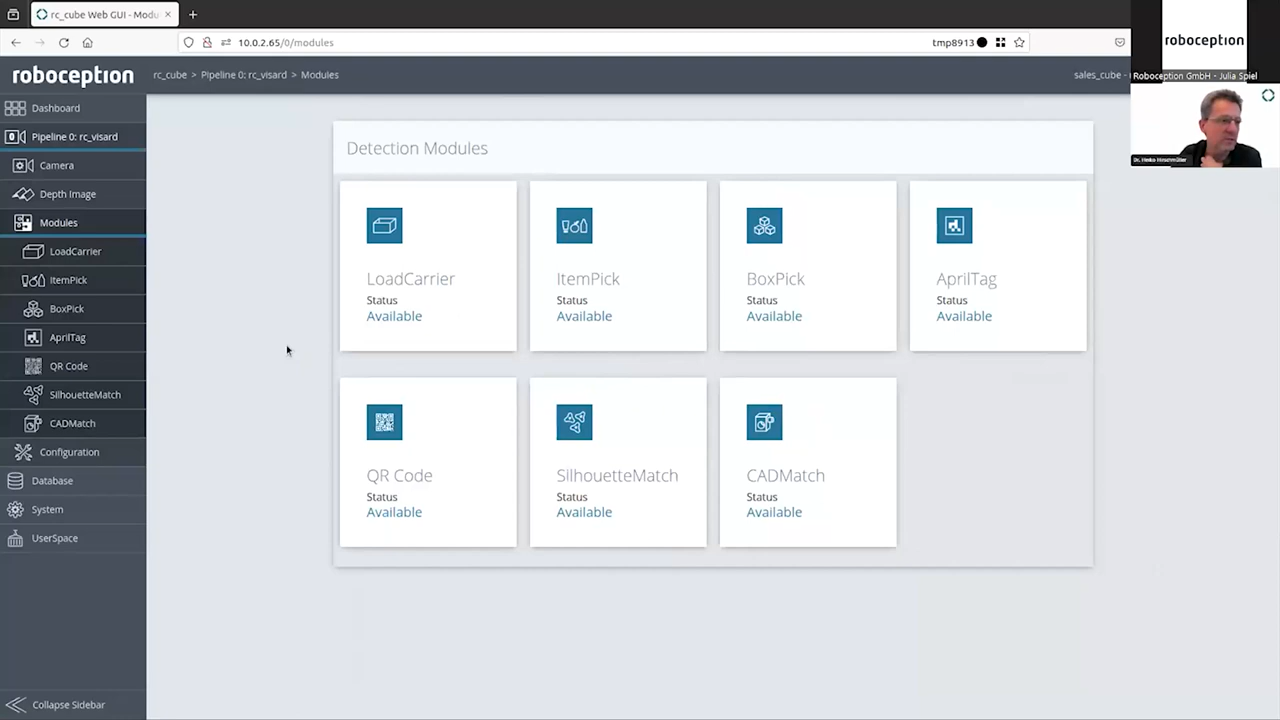 rc_cube Web GUI - Modu
10.0.2.65/0/modules
tmp8913
roboception
rc_cube > Pipeline 0: rc_visard > Modules
sales_cube -
roboception
Roboception GmbH - Julia Spiel
Dr. Heiko Hirschmüller
Dashboard
Pipeline 0: rc_visard
Camera
Depth Image
Modules
LoadCarrier
ItemPick
BoxPick
AprilTag
QR Code
SilhouetteMatch
CADMatch
Configuration
Database
System
UserSpace
Collapse Sidebar
Detection Modules
LoadCarrier
Status
Available
ItemPick
Status
Available
BoxPick
Status
Available
AprilTag
Status
Available
QR Code
Status
Available
SilhouetteMatch
Status
Available
CADMatch
Status
Available